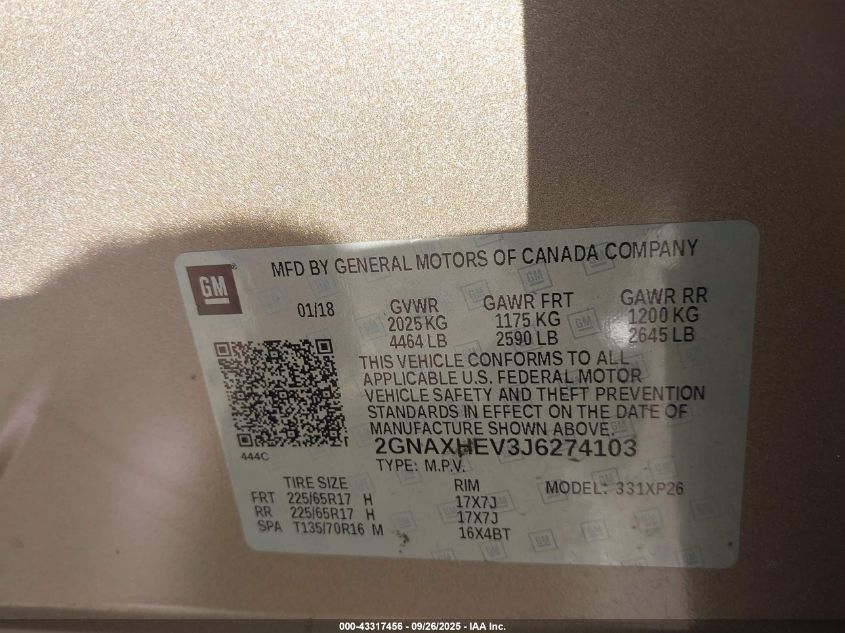 GM
MFD BY GENERAL MOTORS OF CANADA COMPANY
01/18
GVWR GAWR FRT GAWR RR
2025 KG 1175 KG 1200 KG
4464 LB 2590 LB 2645 LB
THIS VEHICLE CONFORMS TO ALL
APPLICABLE U.S. FEDERAL MOTOR
VEHICLE SAFETY AND THEFT PREVENTION
STANDARDS IN EFFECT ON THE DATE OF
MANUFACTURE SHOWN ABOVE.
444C
2GNAXHEV3J6274103
TYPE: M.P.V.
TIRE SIZE RIM MODEL: 331XP26
FRT 225/65R17 H 17X7J
RR 225/65R17 H 17X7J
SPA T135/70R16 M 16X4BT
000-43317456 - 09/26/2025 - IAA Inc.